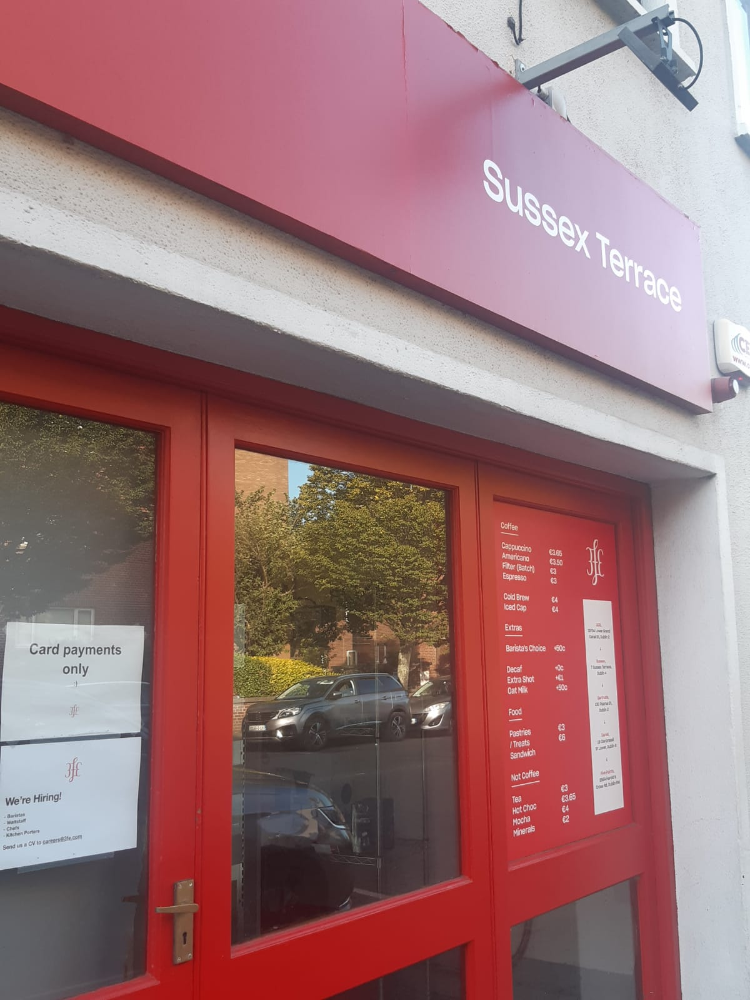 Sussex Terrace
Card payments
only
:)
3fE
3fE
We're Hiring!
- Baristas
- Waitstaff
- Chefs
- Kitchen Porters
Send us a CV to careers@3fe.com
Coffee
Cappuccino €3.65
Americano €3.50
Filter (Batch) €3
Espresso €3
Cold Brew €4
Iced Cap €4
Extras
Barista's Choice +50c
Decaf +0c
Extra Shot +€1
Oat Milk +50c
Food
Pastries €3
/ Treats €6
Sandwich
Not Coffee
Tea €3
Hot Choc €3.65
Mocha €4
Minerals €2
3fE
32/34 Lower Grand
Canal St, Dublin 2
Sussex,
7 Sussex Terrace,
Dublin 4
Gertrude,
130 Pearse St,
Dublin 2
Daniel,
19 Clanbrassil
St Lower, Dublin 8
Five Points,
Harold's
Cross Rd, Dublin 6W